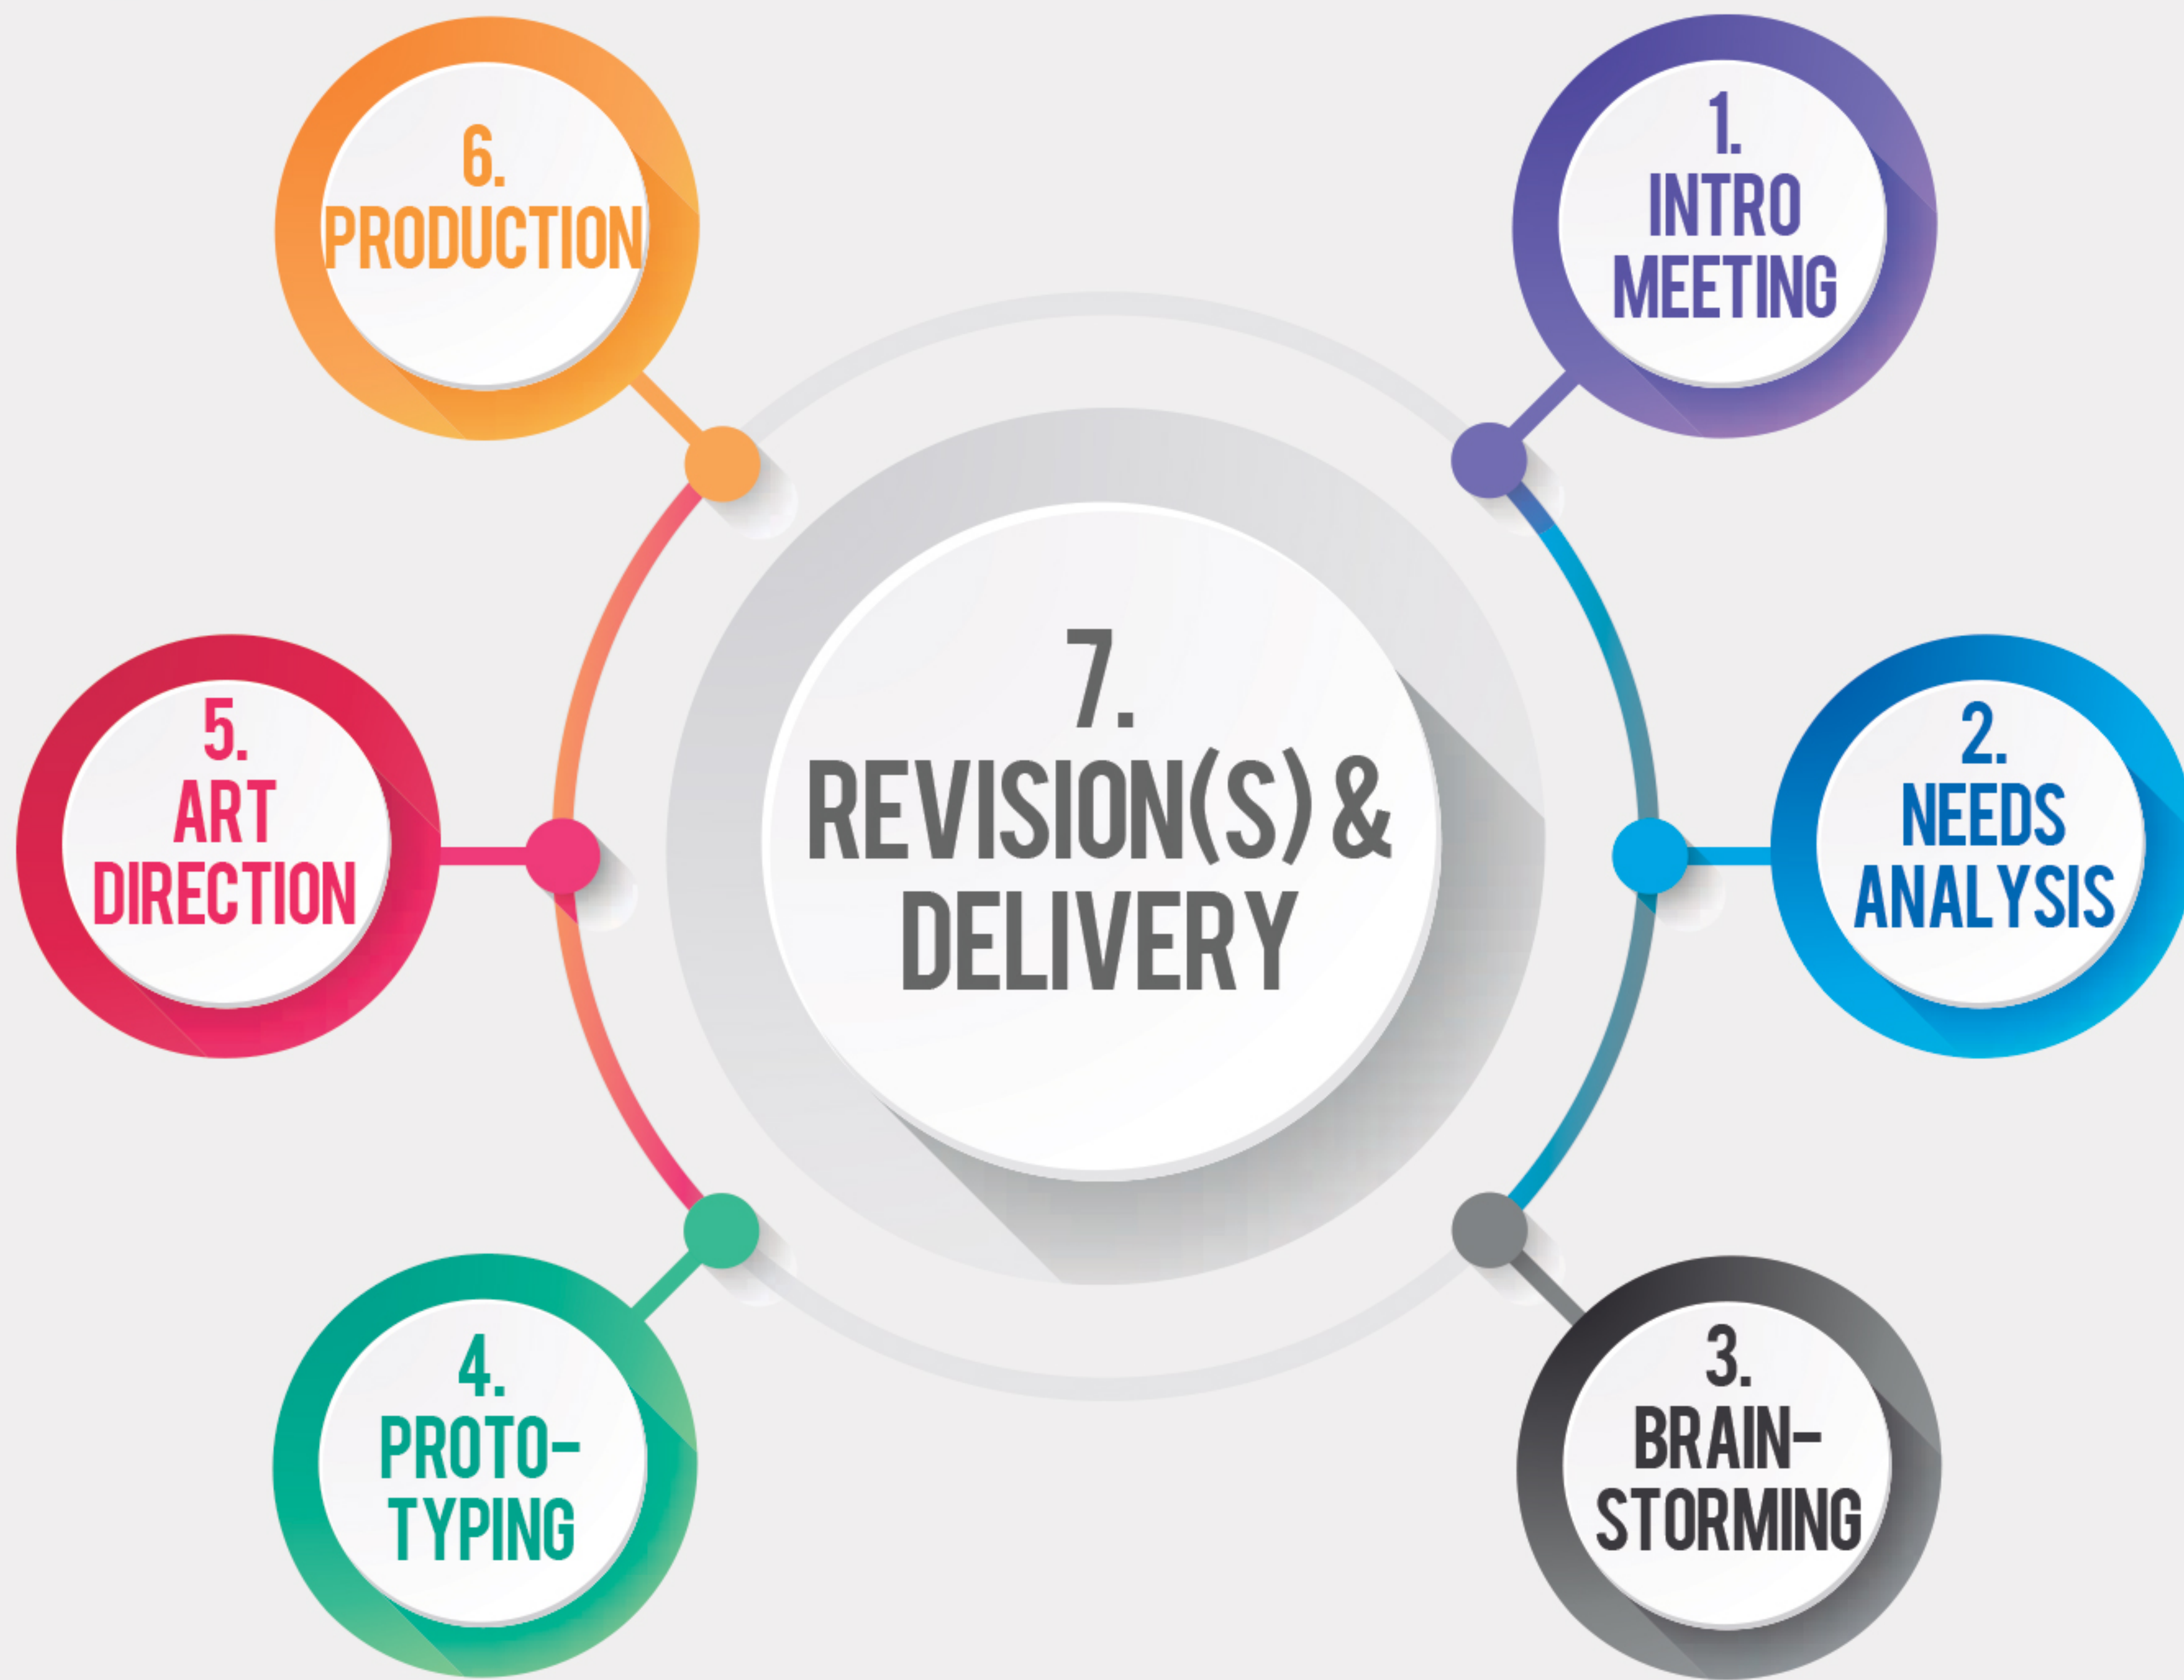 1.
INTRO
MEETING
2.
NEEDS
ANALYSIS
3.
BRAIN-
STORMING
4.
PROTO-
TYPING
5.
ART
DIRECTION
6.
PRODUCTION
7.
REVISION(S) &
DELIVERY